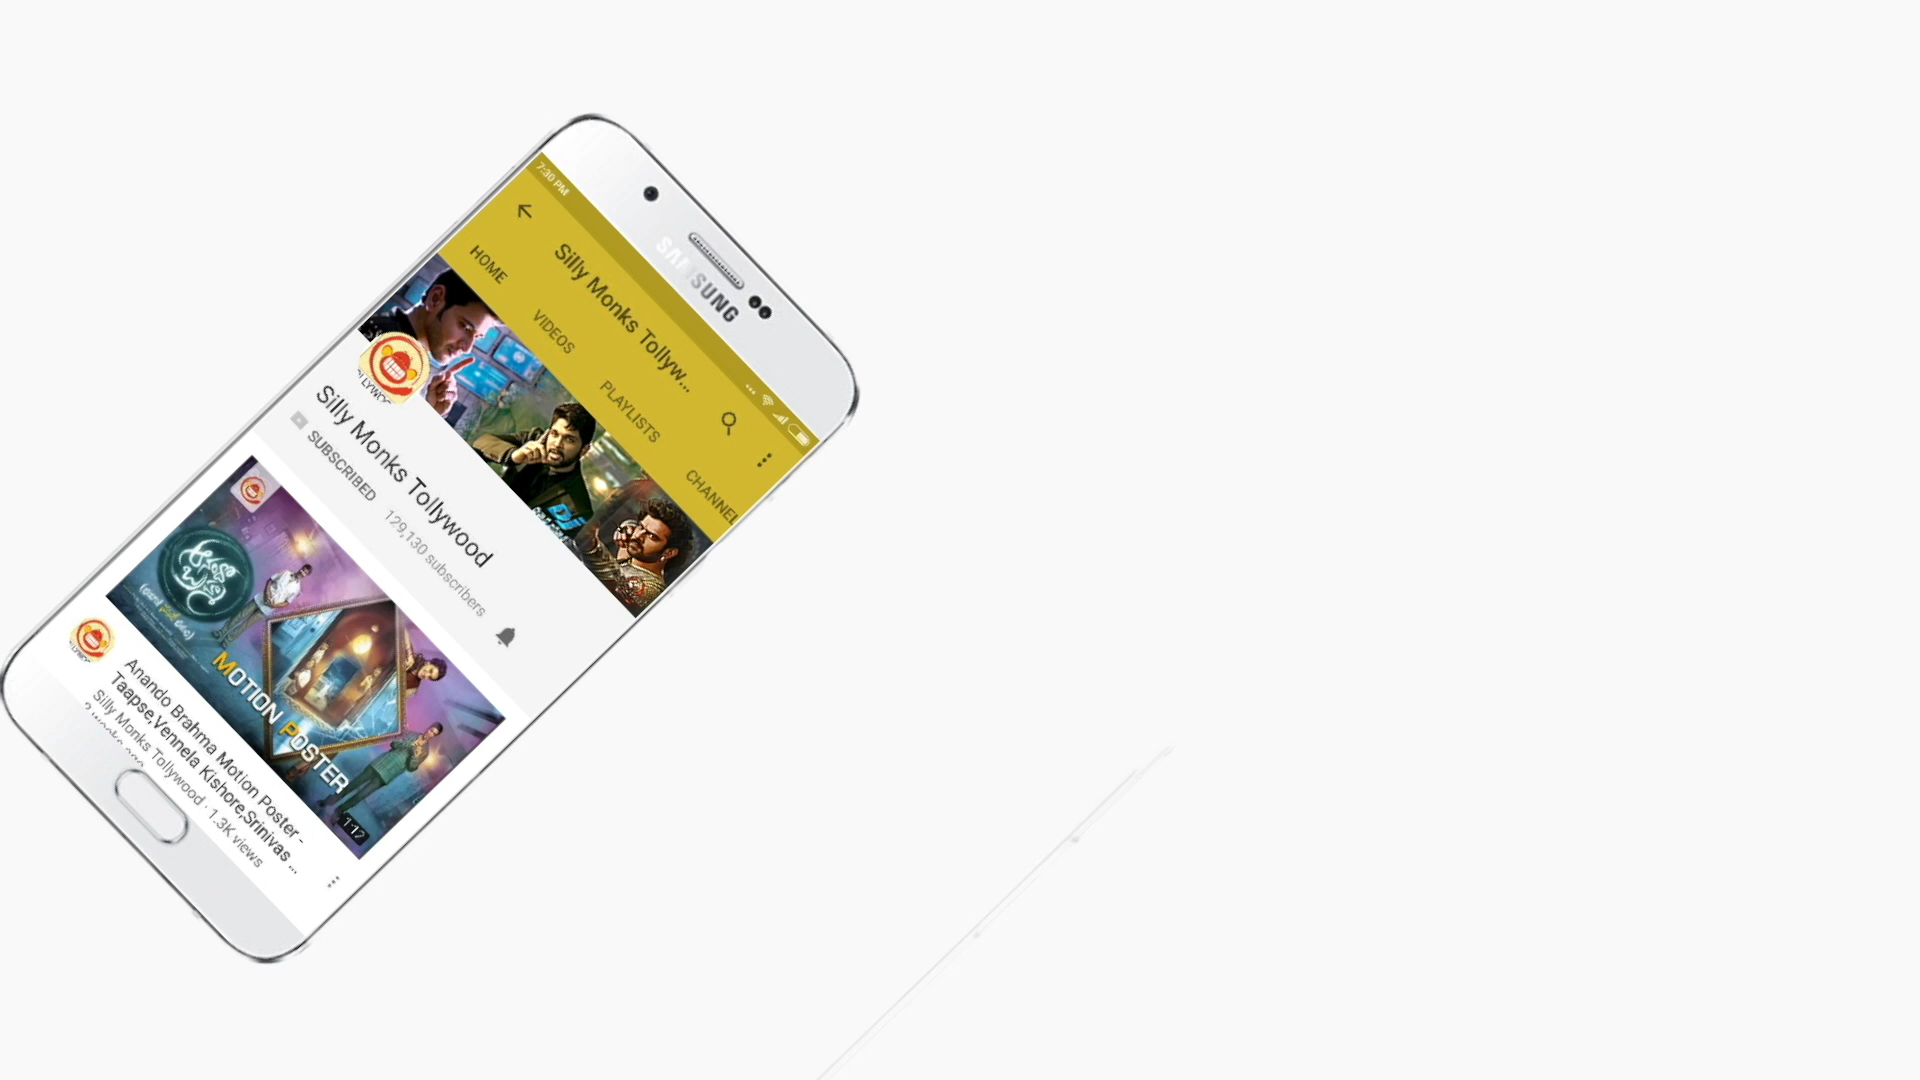 SAMSUNG
7:30 PM
Silly Monks Tollyw...
HOME VIDEOS PLAYLISTS CHANNEL
DJ
Silly Monks Tollywood
SUBSCRIBED 129,130 subscribers
MOTION POSTER
1:12
Anando Brahma Motion Poster -
Taapse,Vennela Kishore,Srinivas ...
Silly Monks Tollywood · 1.3K views